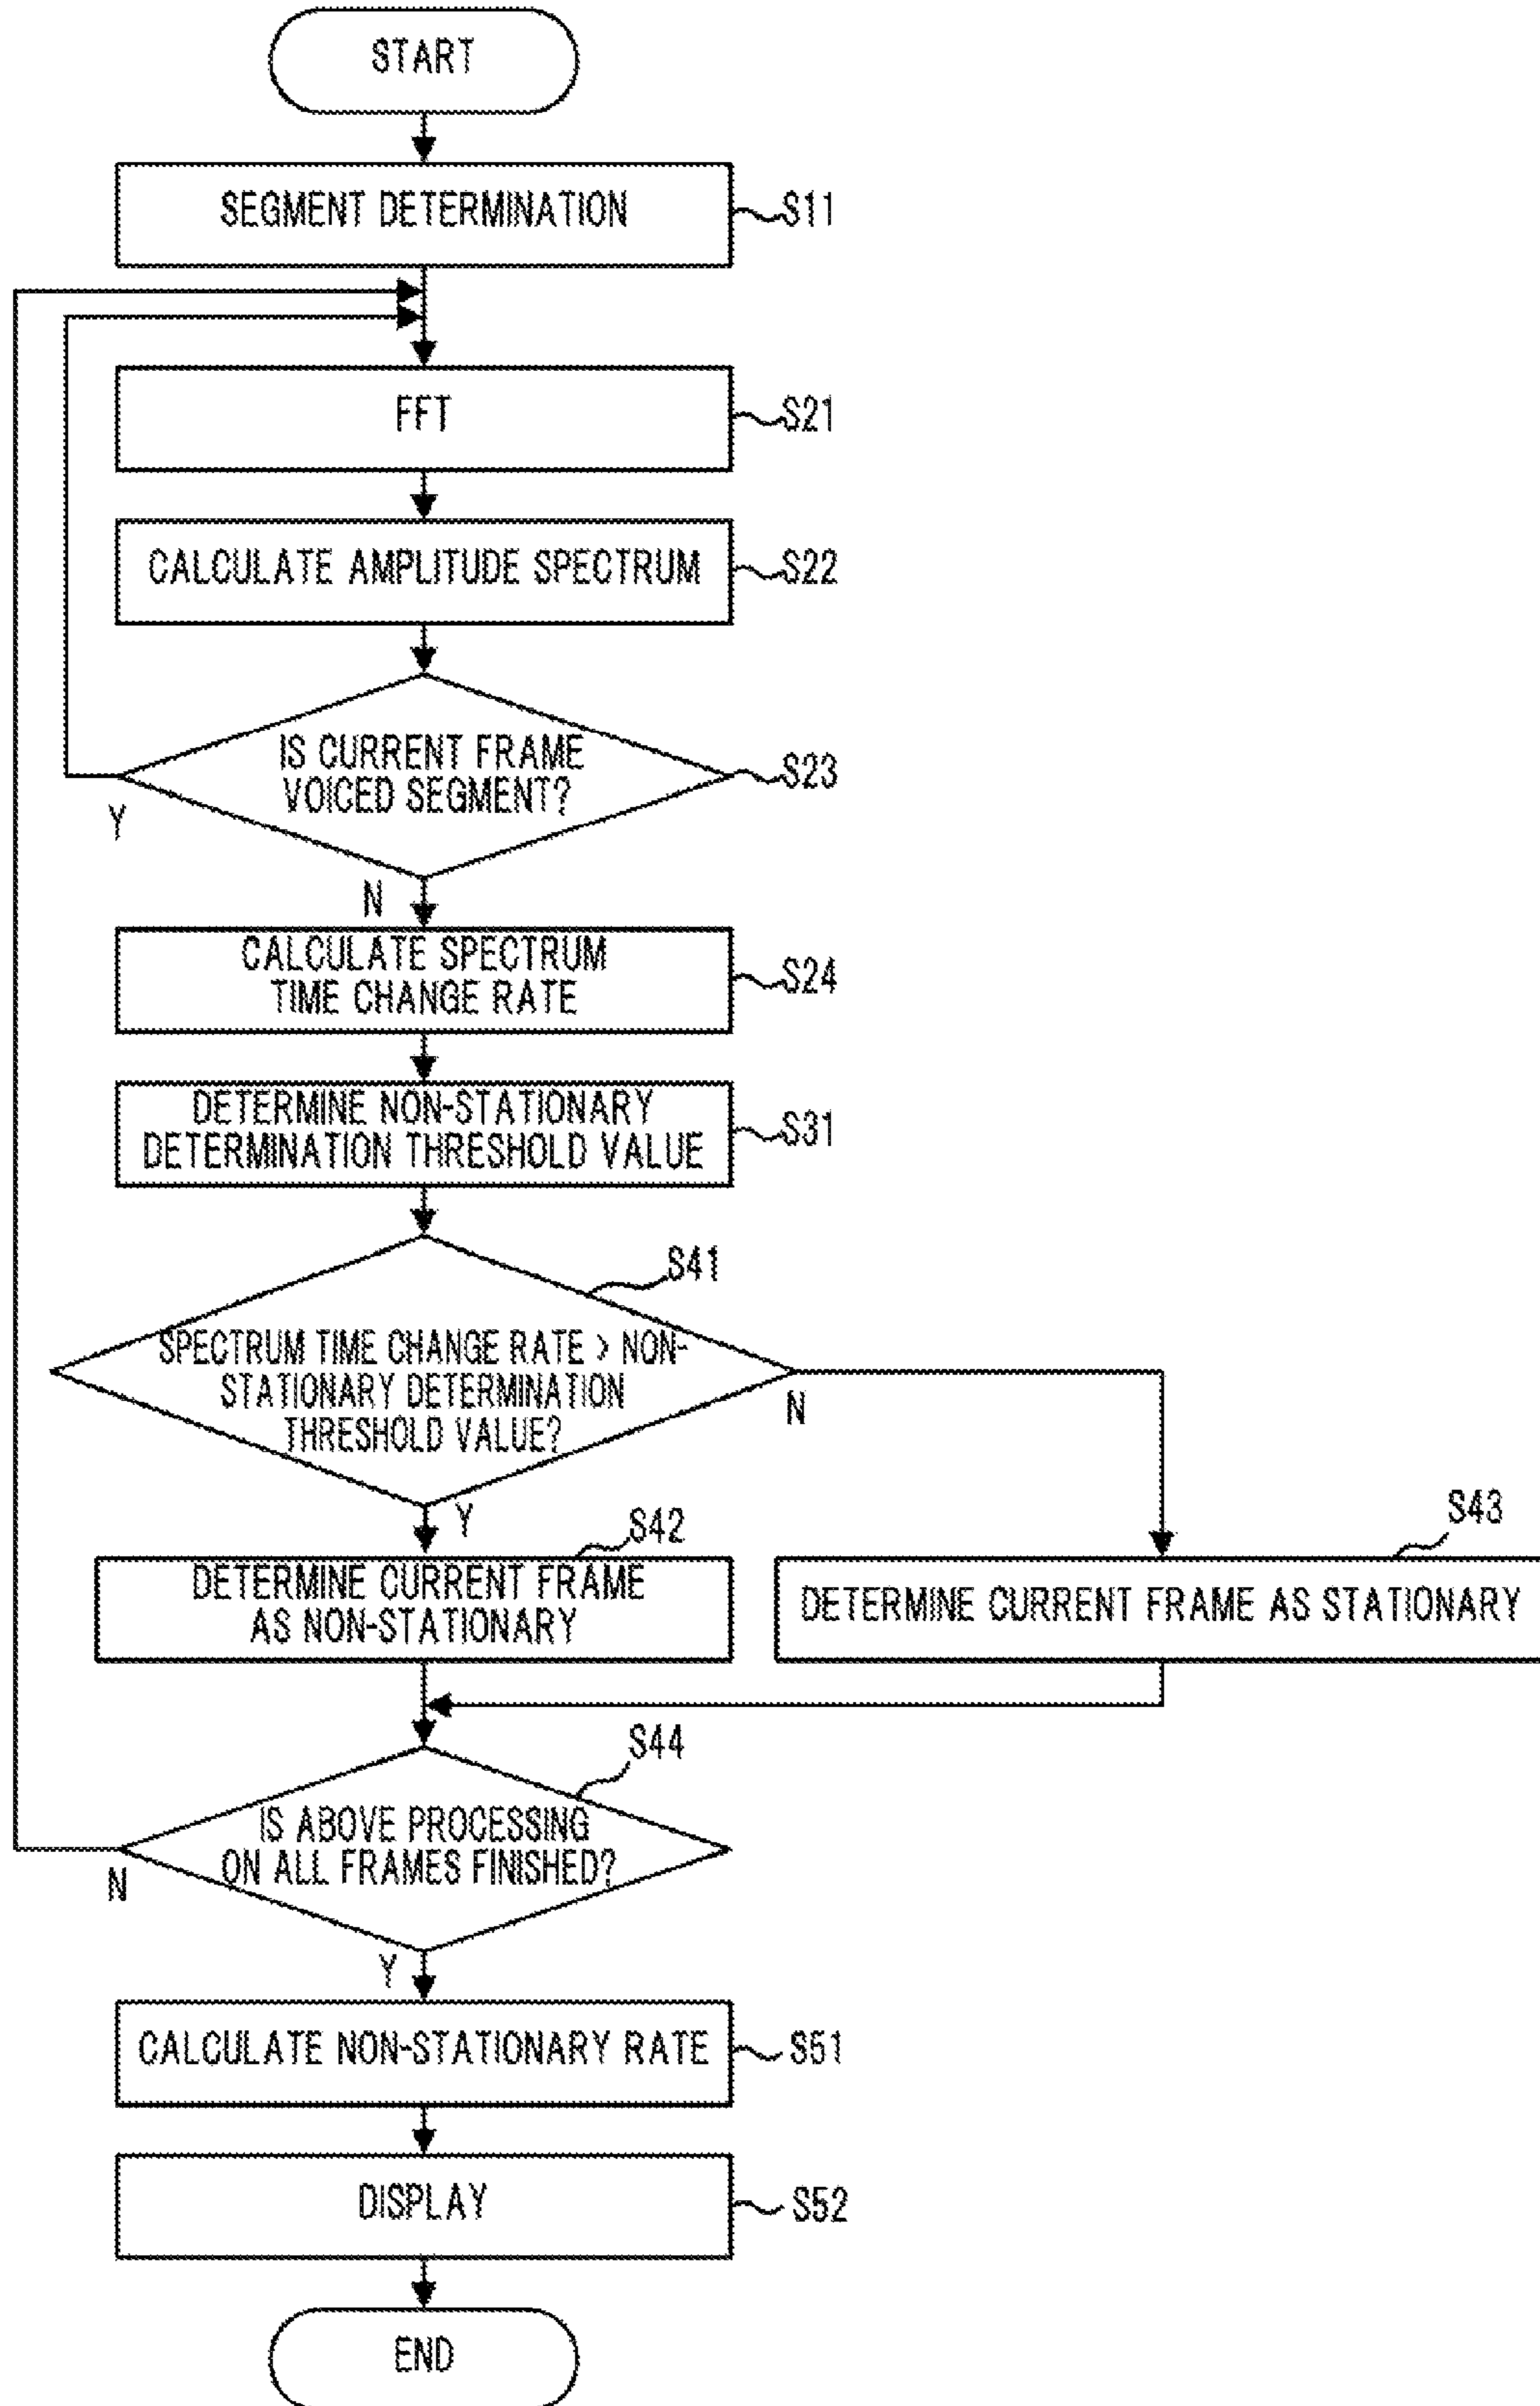 START
SEGMENT DETERMINATION
S11
FFT
S21
CALCULATE AMPLITUDE SPECTRUM
S22
IS CURRENT FRAME
VOICED SEGMENT?
S23
Y
N
CALCULATE SPECTRUM
TIME CHANGE RATE
S24
DETERMINE NON-STATIONARY
DETERMINATION THRESHOLD VALUE
S31
S41
SPECTRUM TIME CHANGE RATE > NON-
STATIONARY DETERMINATION
THRESHOLD VALUE?
N
Y
S42
S43
DETERMINE CURRENT FRAME
AS NON-STATIONARY
DETERMINE CURRENT FRAME AS STATIONARY
S44
IS ABOVE PROCESSING
ON ALL FRAMES FINISHED?
N
Y
CALCULATE NON-STATIONARY RATE
S51
DISPLAY
S52
END